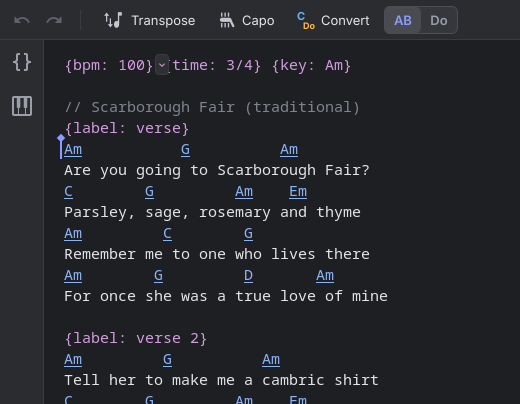 Transpose Capo C Do Convert AB Do
{bpm: 100} {time: 3/4} {key: Am}
// Scarborough Fair (traditional)
{label: verse}
Am G Am
Are you going to Scarborough Fair?
C G Am Em
Parsley, sage, rosemary and thyme
Am C G
Remember me to one who lives there
Am G D Am
For once she was a true love of mine
{label: verse 2}
Am G Am
Tell her to make me a cambric shirt
C G Am Em